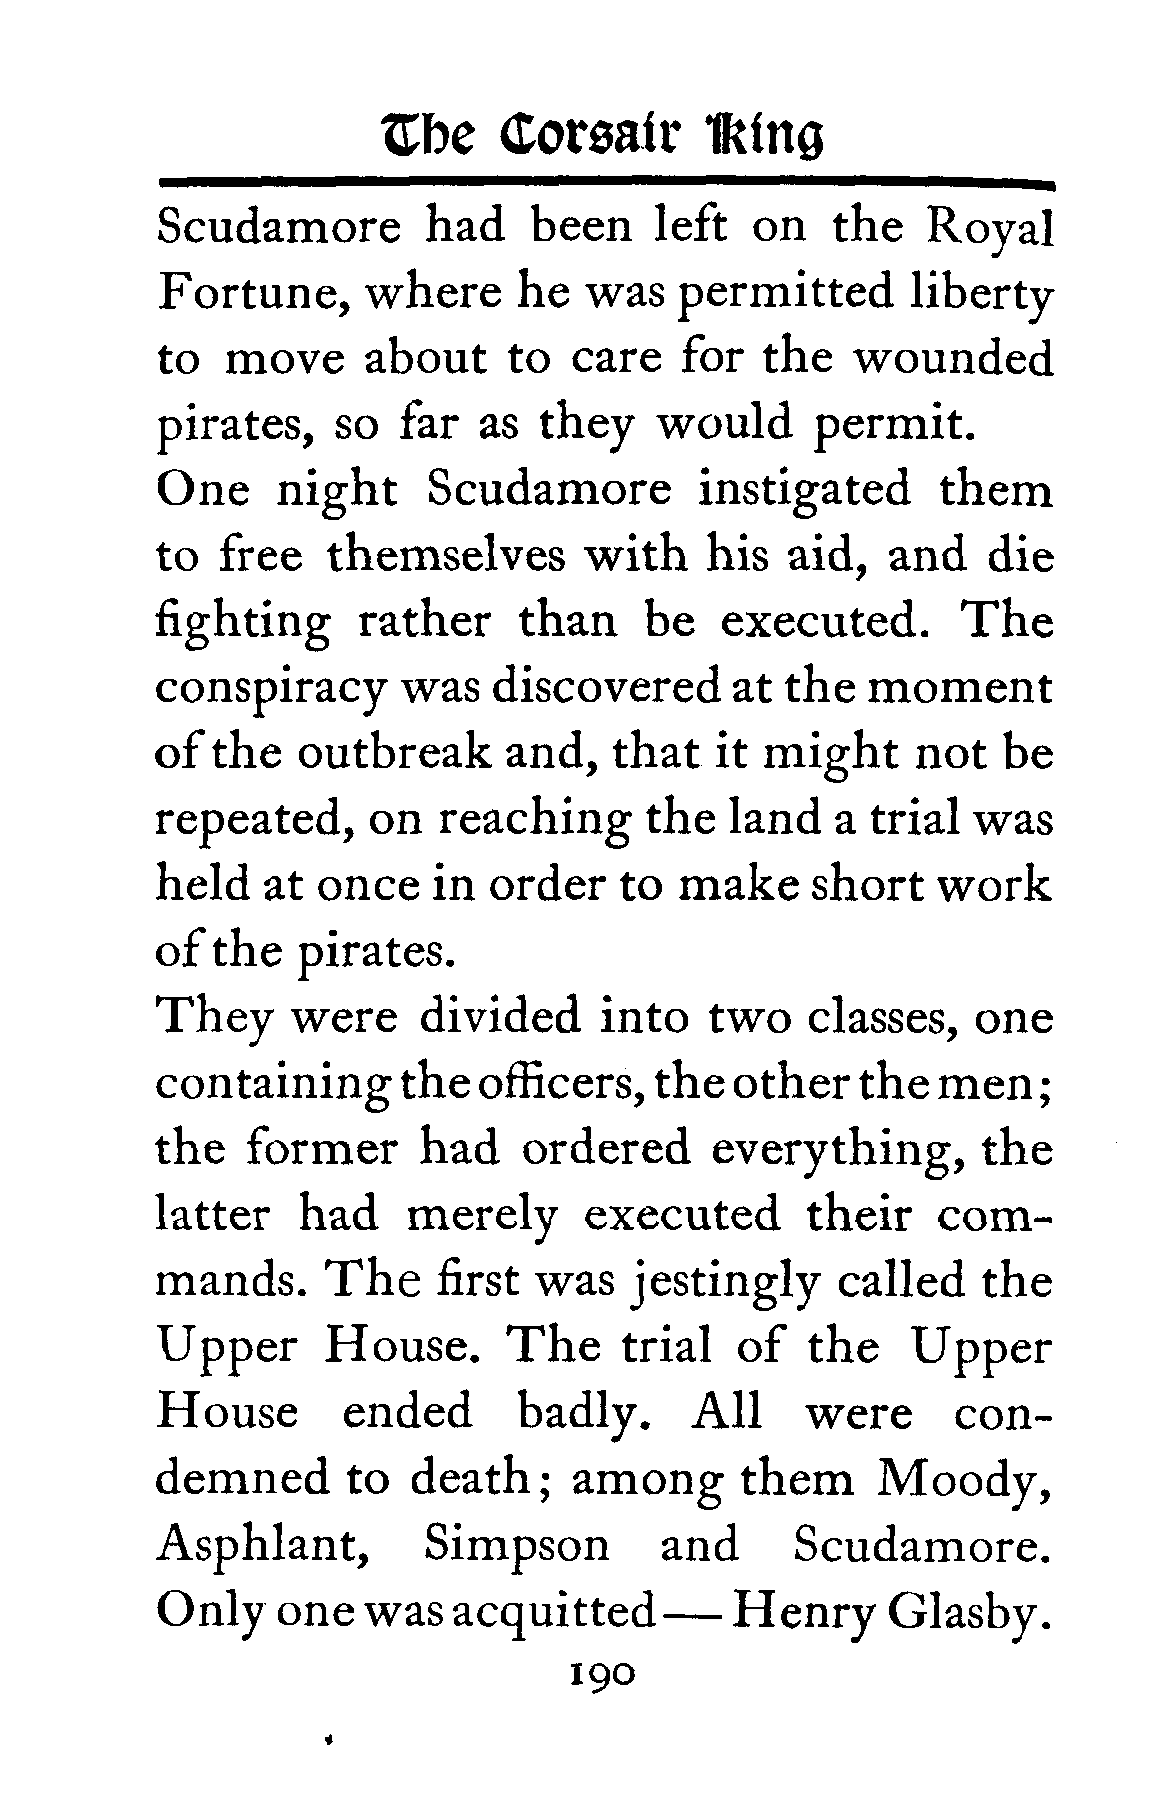 The Corsair King
Scudamore had been left on the Royal
Fortune, where he was permitted liberty
to move about to care for the wounded
pirates, so far as they would permit.
One night Scudamore instigated them
to free themselves with his aid, and die
fighting rather than be executed. The
conspiracy was discovered at the moment
of the outbreak and, that it might not be
repeated, on reaching the land a trial was
held at once in order to make short work
of the pirates.
They were divided into two classes, one
containing the officers, the other the men;
the former had ordered everything, the
latter had merely executed their com-
mands. The first was jestingly called the
Upper House. The trial of the Upper
House ended badly. All were con-
demned to death; among them Moody,
Asphlant, Simpson and Scudamore.
Only one was acquitted—Henry Glasby.
190